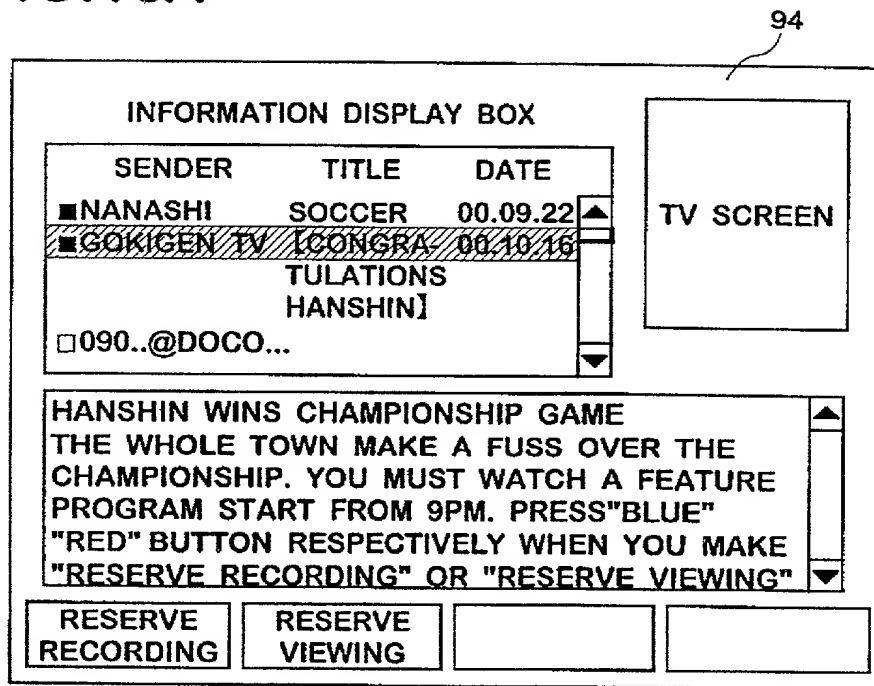 94
INFORMATION DISPLAY BOX
SENDER TITLE DATE
■NANASHI SOCCER 00.09.22
■GOKIGEN TV [CONGRA- 00.10.16
TULATIONS
HANSHIN]
□090..@DOCO...
TV SCREEN
HANSHIN WINS CHAMPIONSHIP GAME
THE WHOLE TOWN MAKE A FUSS OVER THE
CHAMPIONSHIP. YOU MUST WATCH A FEATURE
PROGRAM START FROM 9PM. PRESS"BLUE"
"RED" BUTTON RESPECTIVELY WHEN YOU MAKE
"RESERVE RECORDING" OR "RESERVE VIEWING"
RESERVE
RECORDING
RESERVE
VIEWING